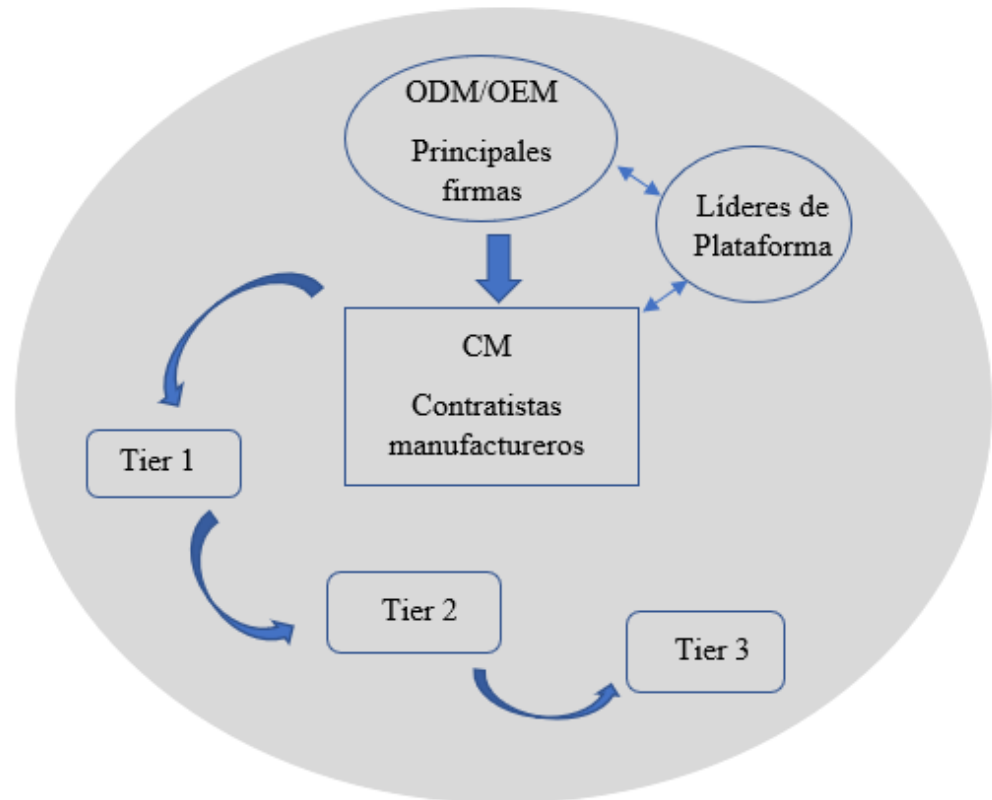 ODM/OEM
Principales
firmas
Líderes de
Plataforma
CM
Contratistas
manufactureros
Tier 1
Tier 2
Tier 3